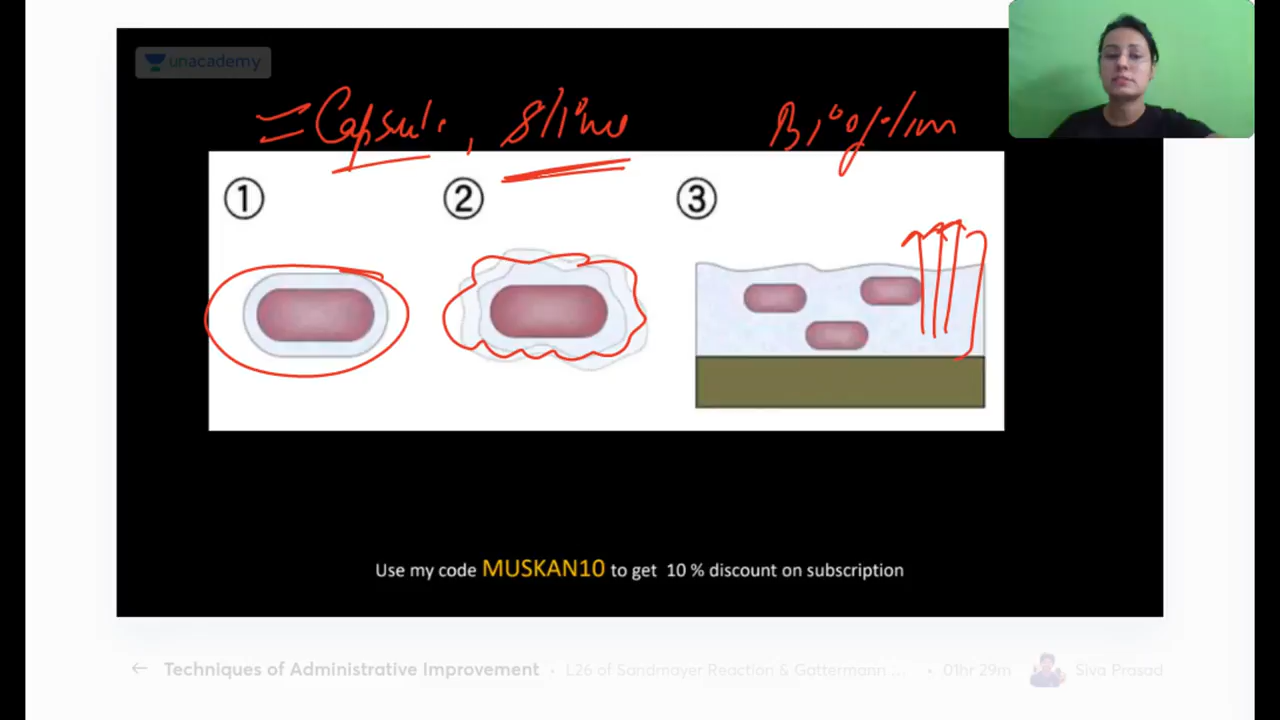 unacademy
= Capsule, Slime Biofilm
① ② ③
Use my code MUSKAN10 to get 10 % discount on subscription
← Techniques of Administrative Improvement • L26 of Sandmayer Reaction & Gattermann ... • 01hr 29m Siva Prasad